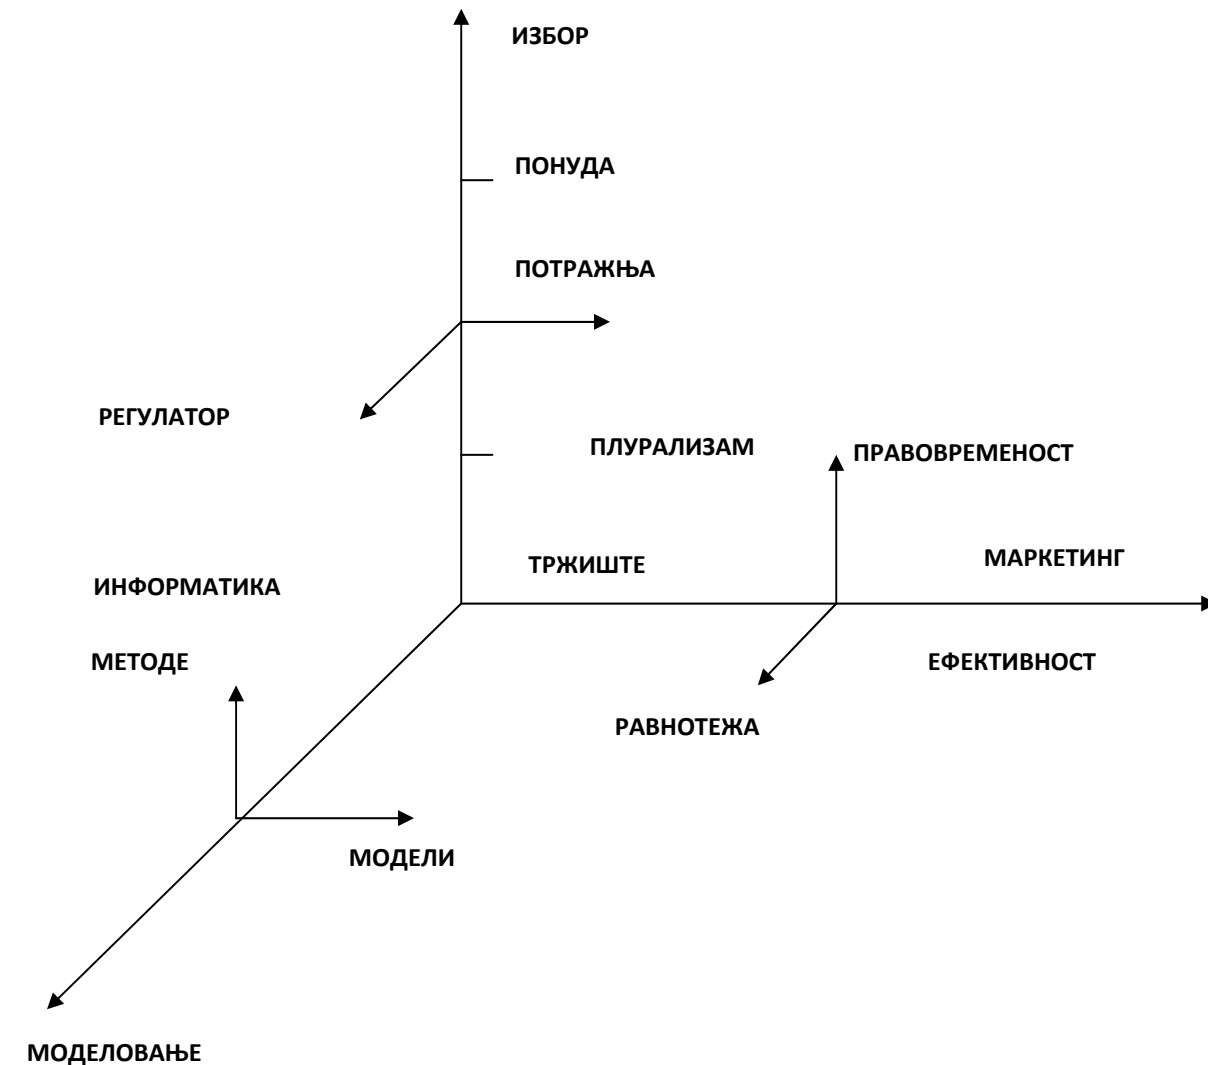 ИЗБОР
ПОНУДА
ПОТРАЖЊА
РЕГУЛАТОР
ПЛУРАЛИЗАМ
ПРАВОВРЕМЕНОСТ
МАРКЕТИНГ
ТРЖИШТЕ
ИНФОРМАТИКА
МЕТОДЕ
ЕФЕКТИВНОСТ
РАВНОТЕЖА
МОДЕЛИ
МОДЕЛОВАЊЕ